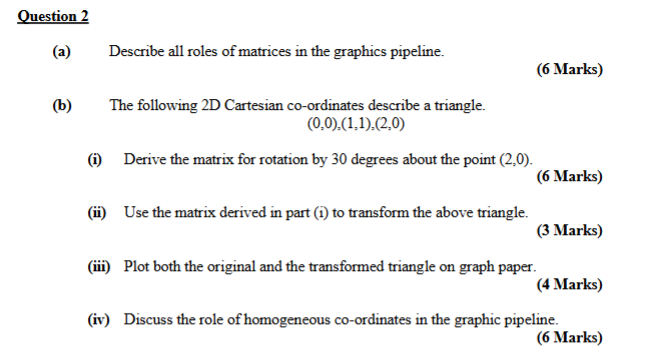 Question 2
(a) Describe all roles of matrices in the graphics pipeline.
(6 Marks)
(b) The following 2D Cartesian co-ordinates describe a triangle.
(0,0),(1,1),(2,0)
(i) Derive the matrix for rotation by 30 degrees about the point (2,0).
(6 Marks)
(ii) Use the matrix derived in part (i) to transform the above triangle.
(3 Marks)
(iii) Plot both the original and the transformed triangle on graph paper.
(4 Marks)
(iv) Discuss the role of homogeneous co-ordinates in the graphic pipeline.
(6 Marks)